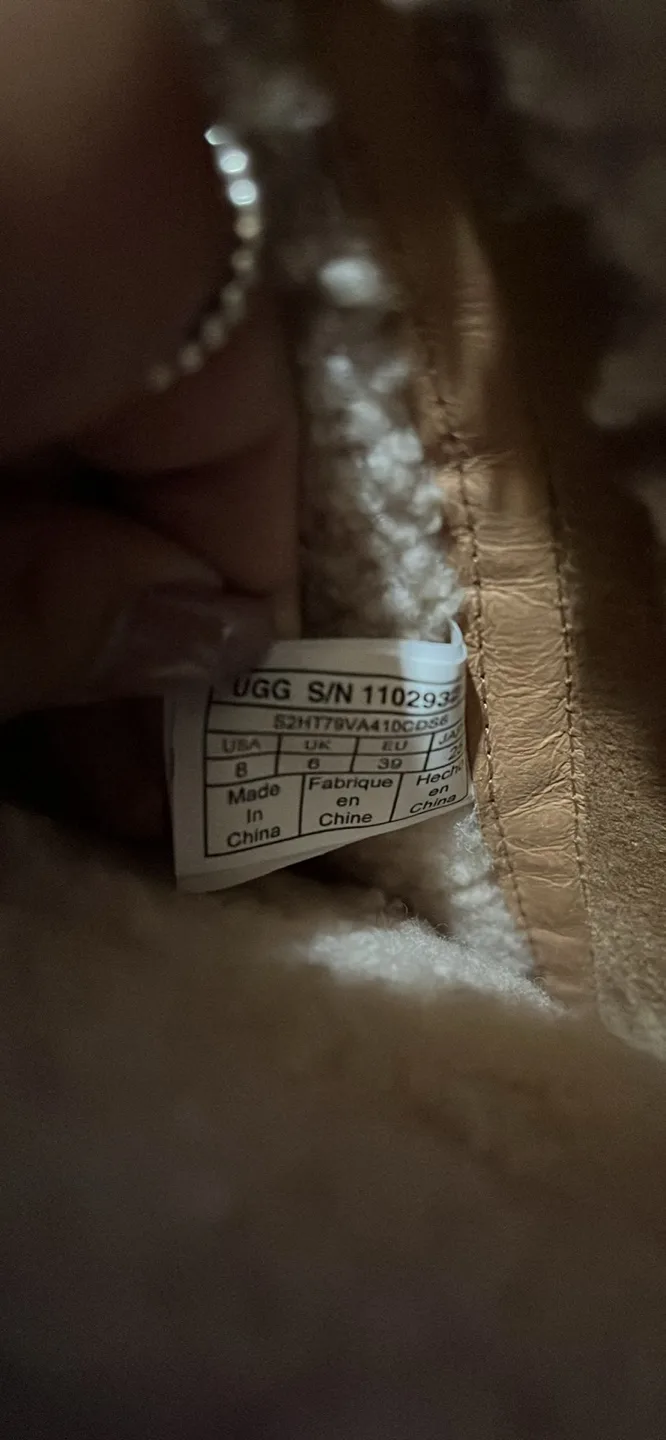 UGG S/N 110293
S2HT79VA410CDS6
USA UK EU
8 6 39
Made Fabrique Hecho
In en en
China Chine China